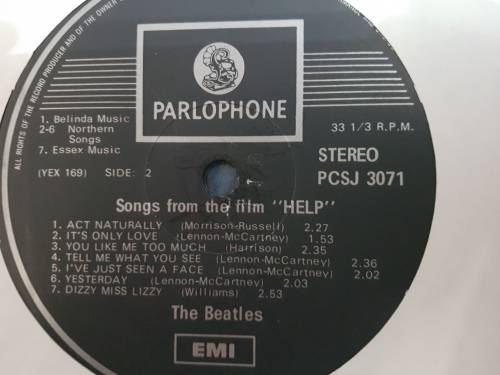 ALL RIGHTS OF THE RECORD PRODUCER AND OF THE OWNER
PARLOPHONE
1. Belinda Music
2-6 Northern
Songs
7. Essex Music
33 1/3 R.P.M.
(YEX 169) SIDE: 2
STEREO
PCSJ 3071
Songs from the film "HELP"
1. ACT NATURALLY (Morrison-Russell) 2.27
2. IT'S ONLY LOVE (Lennon-McCartney) 1.53
3. YOU LIKE ME TOO MUCH (Harrison) 2.35
4. TELL ME WHAT YOU SEE (Lennon-McCartney) 2.36
5. I'VE JUST SEEN A FACE (Lennon-McCartney) 2.02
6. YESTERDAY (Lennon-McCartney) 2.03
7. DIZZY MISS LIZZY (Williams) 2.53
The Beatles
EMI